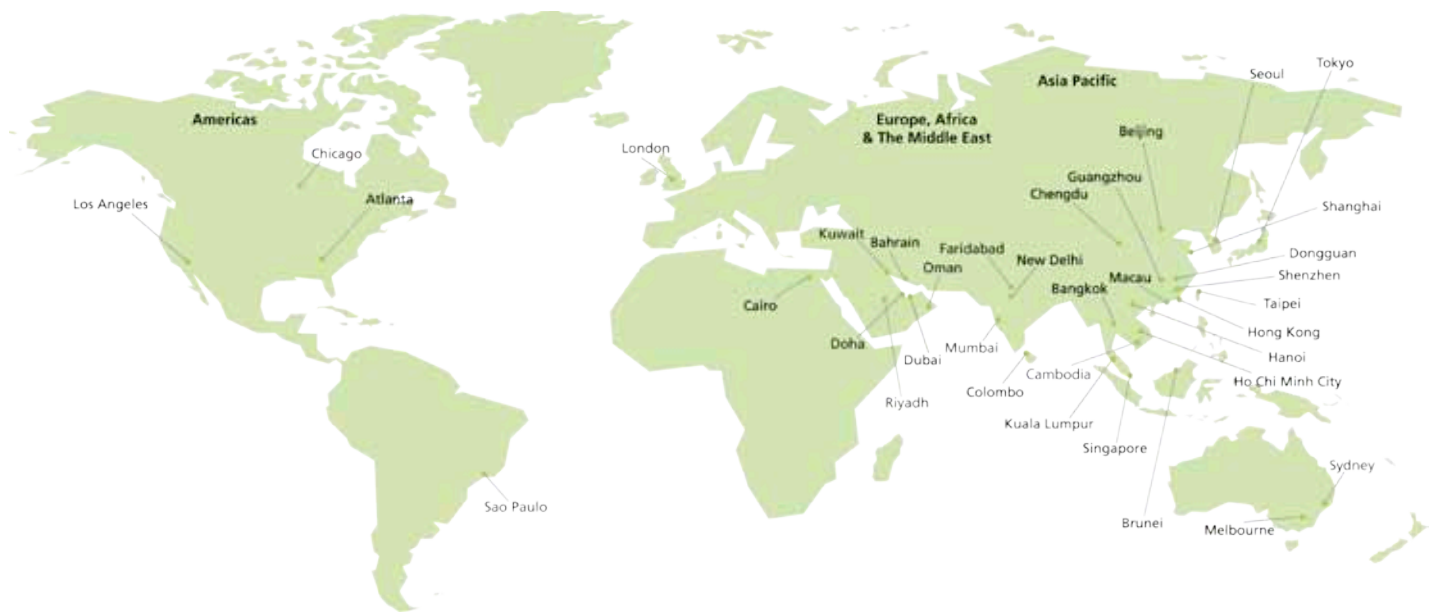 Tokyo
Seoul
Asia Pacific
Americas
Europe, Africa
& The Middle East
Beijing
London
Chicago
Guangzhou
Chengdu
Atlanta
Los Angeles
Shanghai
Kuwait
Bahrain
Faridabad
Dongguan
New Delhi
Oman
Shenzhen
Macau
Bangkok
Cairo
Taipei
Hong Kong
Doha
Mumbai
Dubai
Hanoi
Cambodia
Ho Chi Minh City
Colombo
Riyadh
Kuala Lumpur
Singapore
Sydney
Sao Paulo
Brunei
Melbourne